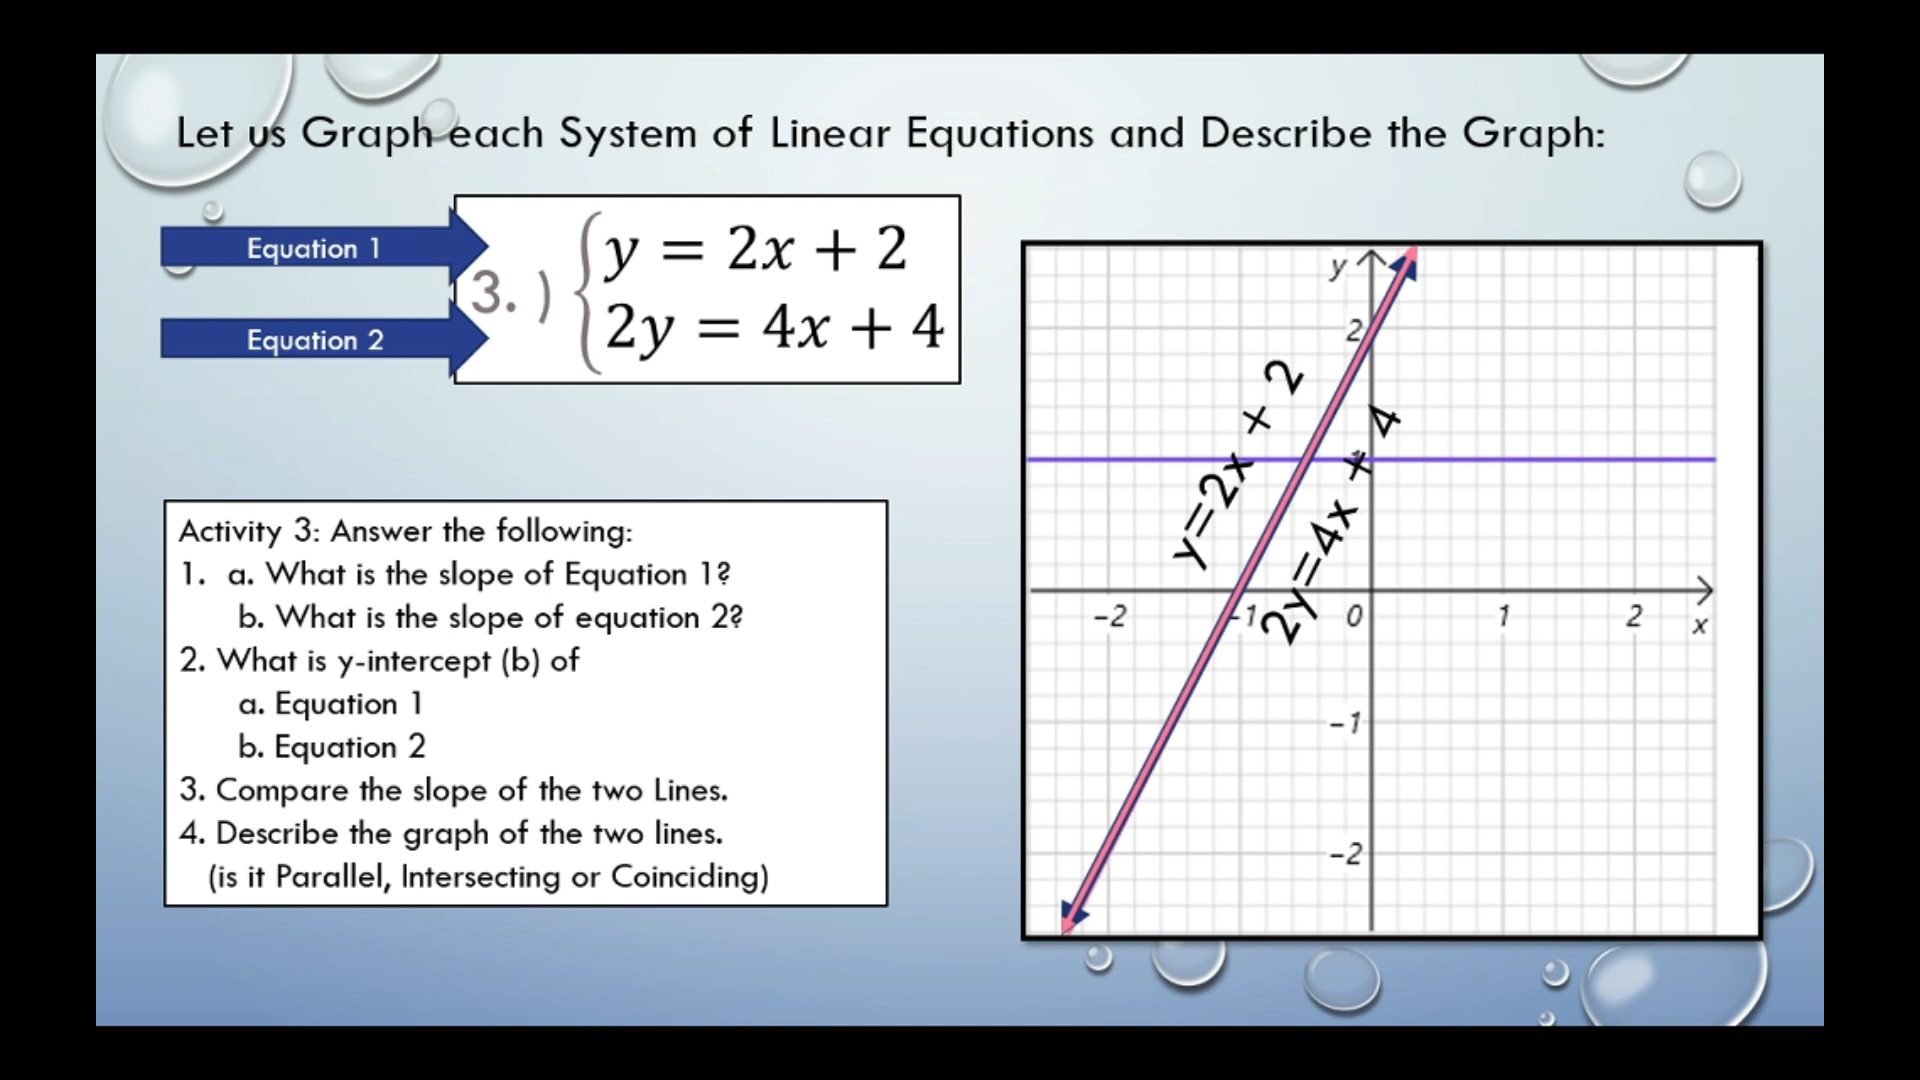 Let us Graph each System of Linear Equations and Describe the Graph:
Equation 1
Equation 2
3. )
y = 2x + 2
2y = 4x + 4
Activity 3: Answer the following:
1. a. What is the slope of Equation 1?
b. What is the slope of equation 2?
2. What is y-intercept (b) of
a. Equation 1
b. Equation 2
3. Compare the slope of the two Lines.
4. Describe the graph of the two lines.
(is it Parallel, Intersecting or Coinciding)
y
2
y=2x + 2
2y=4x + 4
-2 -1 0 1 2 x
-1
-2